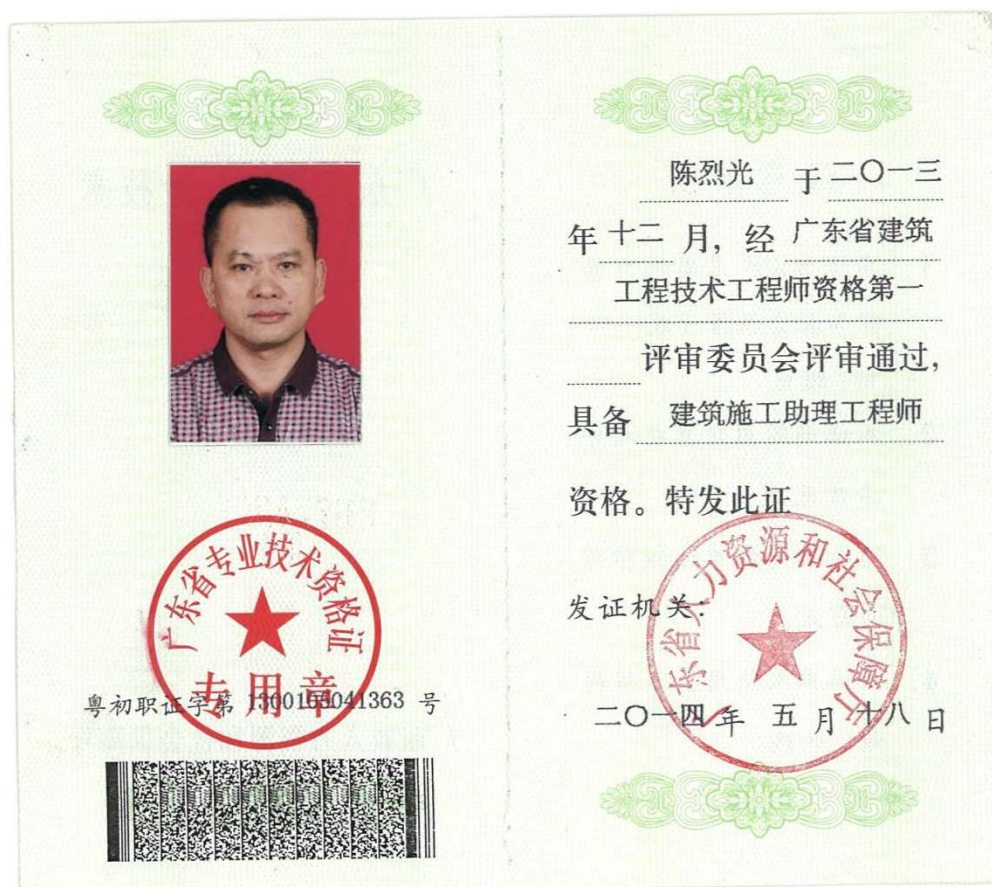 广东省专业技术资格证
专用章
粤初职证字第 1300103041363 号
陈烈光 于 二〇一三
年 十二 月，经 广东省建筑
工程技术工程师资格第一
评审委员会评审通过，
具备 建筑施工助理工程师
资格。特发此证
广东省人力资源和社会保障厅
发证机关：
二〇一四 年 五 月 十八 日